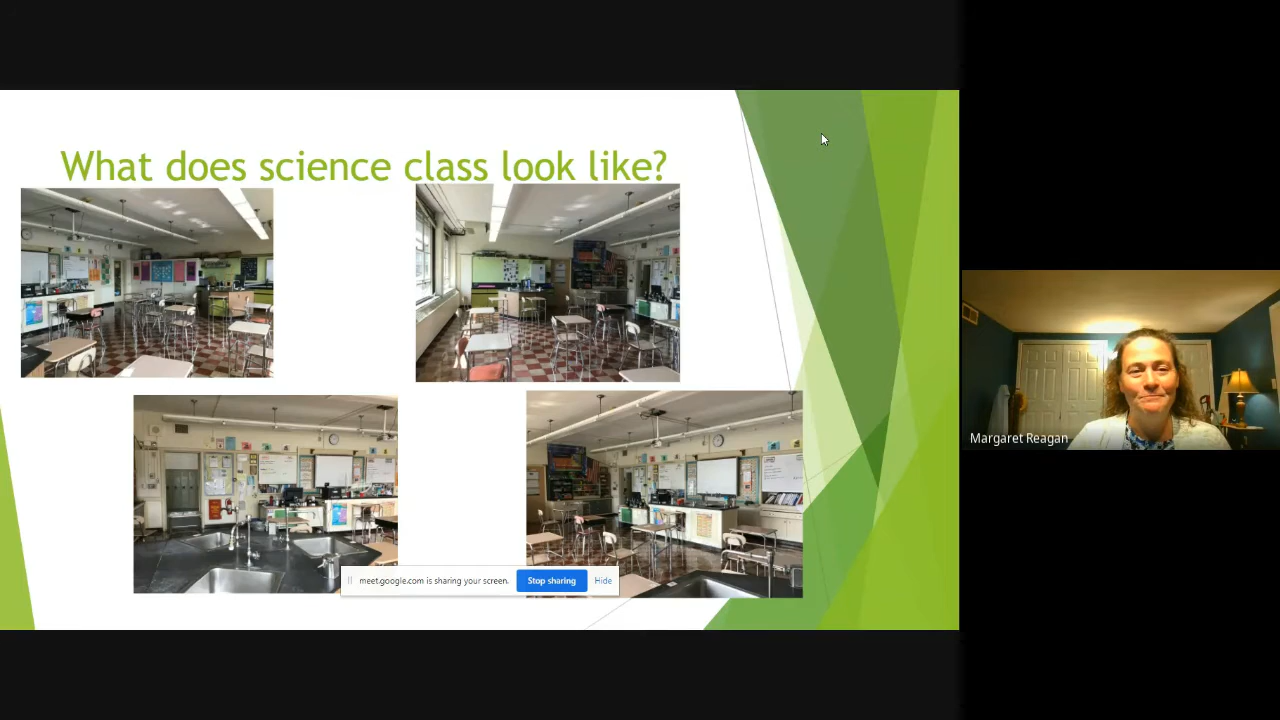 What does science class look like?
Margaret Reagan
meet.google.com is sharing your screen.
Stop sharing
Hide